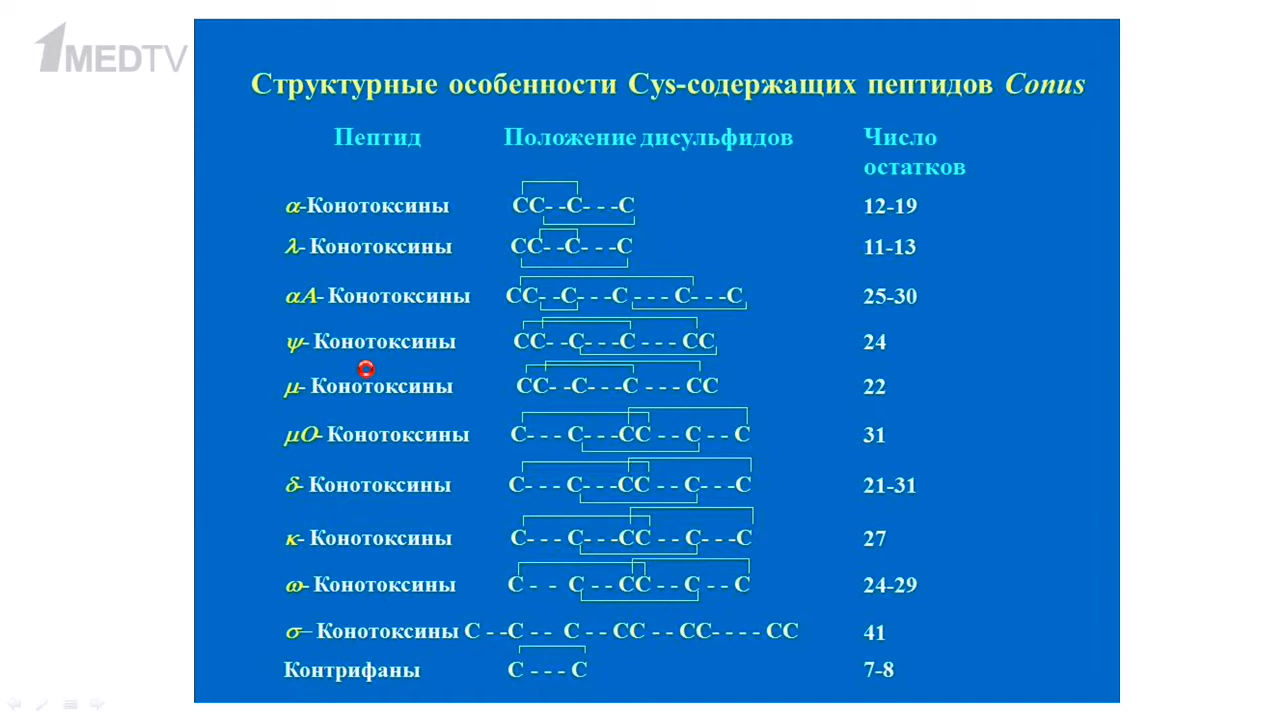 1MEDTV
Структурные особенности Cys-содержащих пептидов Conus
Пептид Положение дисульфидов Число
остатков
α-Конотоксины CC- -C- - -C 12-19
λ- Конотоксины CC- -C- - -C 11-13
αA- Конотоксины CC- -C- - -C - - - C- - -C 25-30
ψ- Конотоксины CC- -C- - -C - - - CC 24
μ- Конотоксины CC- -C- - -C - - - CC 22
μO- Конотоксины C- - - C- - -CC - - C - - C 31
δ- Конотоксины C- - - C- - -CC - - C- - -C 21-31
κ- Конотоксины C- - - C- - -CC - - C- - -C 27
ω- Конотоксины C - - C - - CC - - C - - C 24-29
σ– Конотоксины C - -C - - C - - CC - - CC- - - - CC 41
Контрифаны C - - - C 7-8